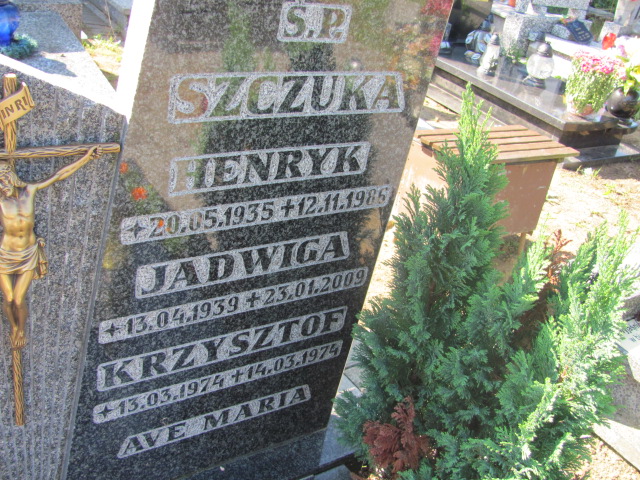 Ś.P.
SZCZUKA
HENRYK
+20.05.1935+12.11.1985
JADWIGA
+13.04.1939+23.01.2009
KRZYSZTOF
+13.03.1974+14.03.1974
AVE MARIA
INRI